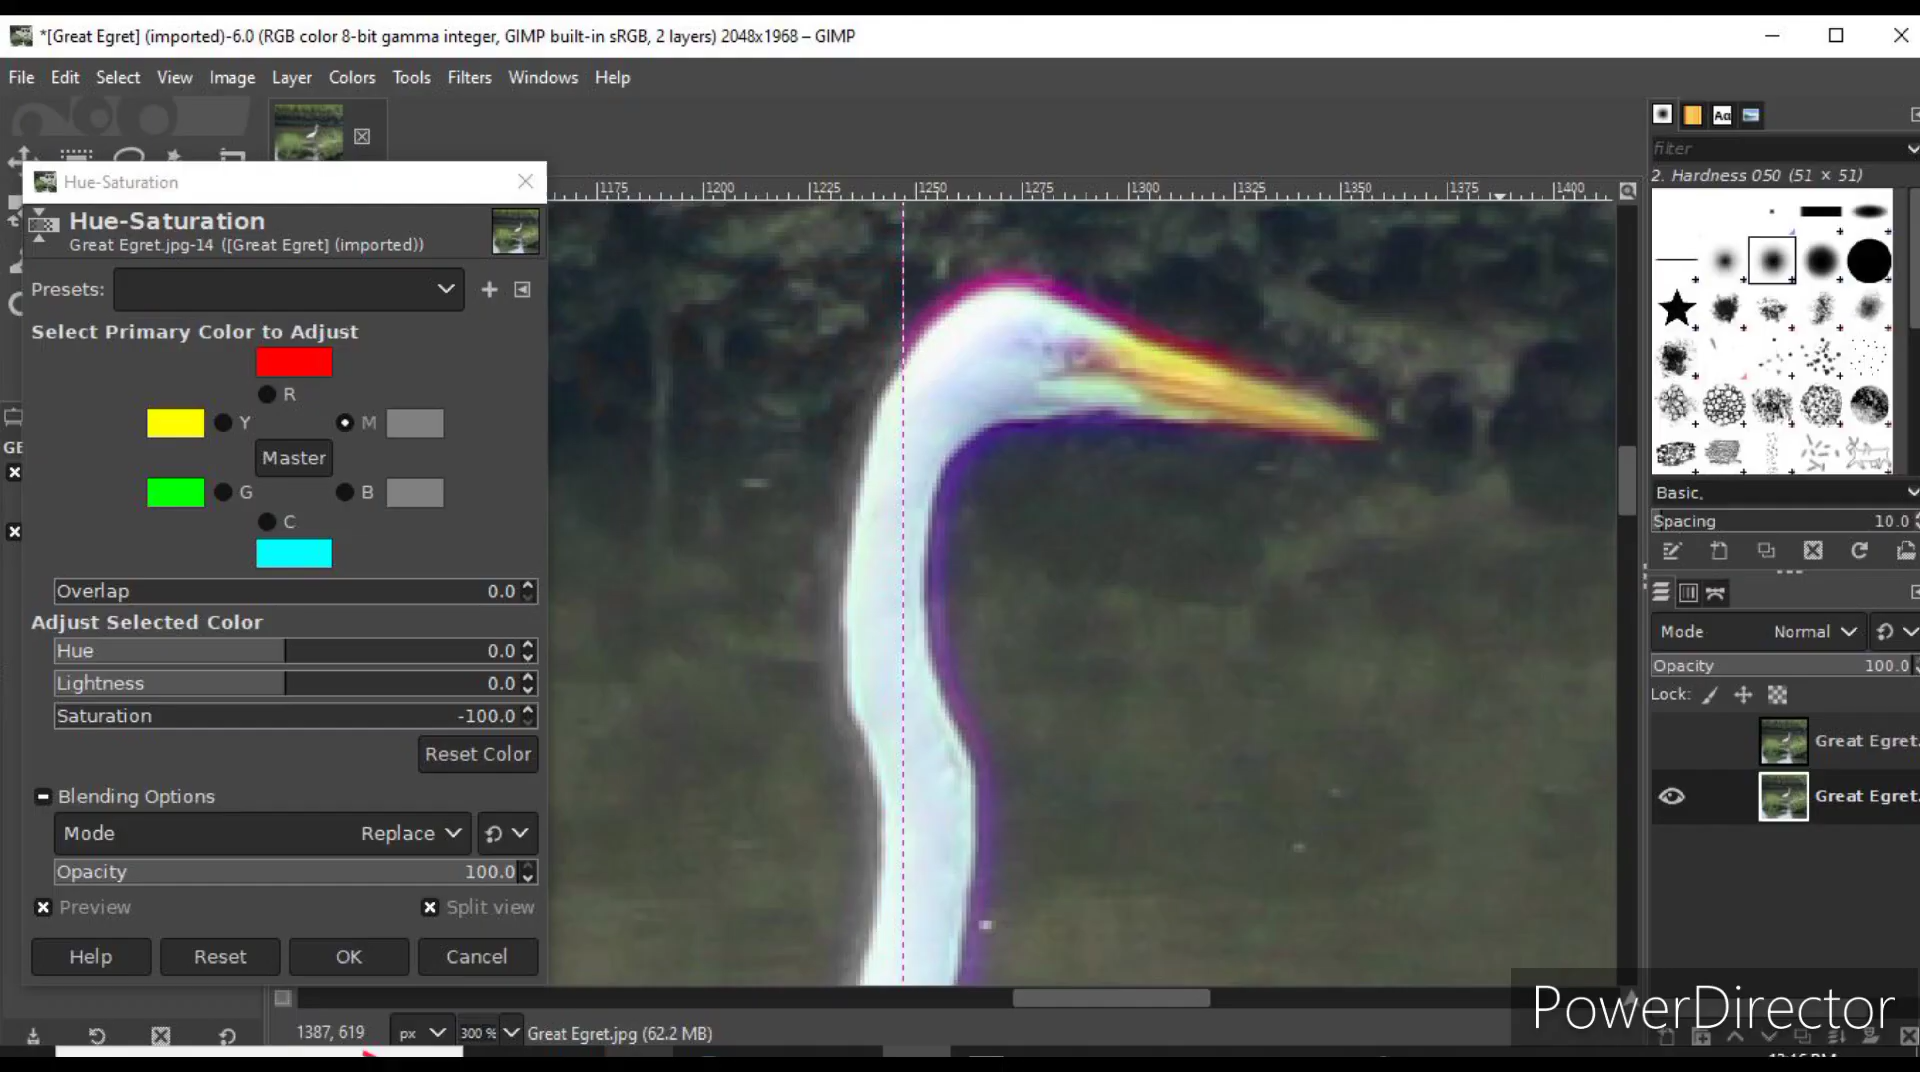 *[Great Egret] (imported)-6.0 (RGB color 8-bit gamma integer, GIMP built-in sRGB, 2 layers) 2048x1968 – GIMP
File Edit Select View Image Layer Colors Tools Filters Windows Help
Hue-Saturation
Hue-Saturation
Great Egret.jpg-14 ([Great Egret] (imported))
Presets:
Select Primary Color to Adjust
R
Y M
Master
G B
C
Overlap 0.0
Adjust Selected Color
Hue 0.0
Lightness 0.0
Saturation -100.0
Reset Color
Blending Options
Mode Replace
Opacity 100.0
Preview Split view
Help Reset OK Cancel
1175 1200 1225 1250 1275 1300 1325 1350 1375 1400
1387, 619 px 300 % Great Egret.jpg (62.2 MB)
Aa
filter
2. Hardness 050 (51 × 51)
Basic,
Spacing 10.0
Mode Normal
Opacity 100.0
Lock:
Great Egret.
Great Egret.
PowerDirector